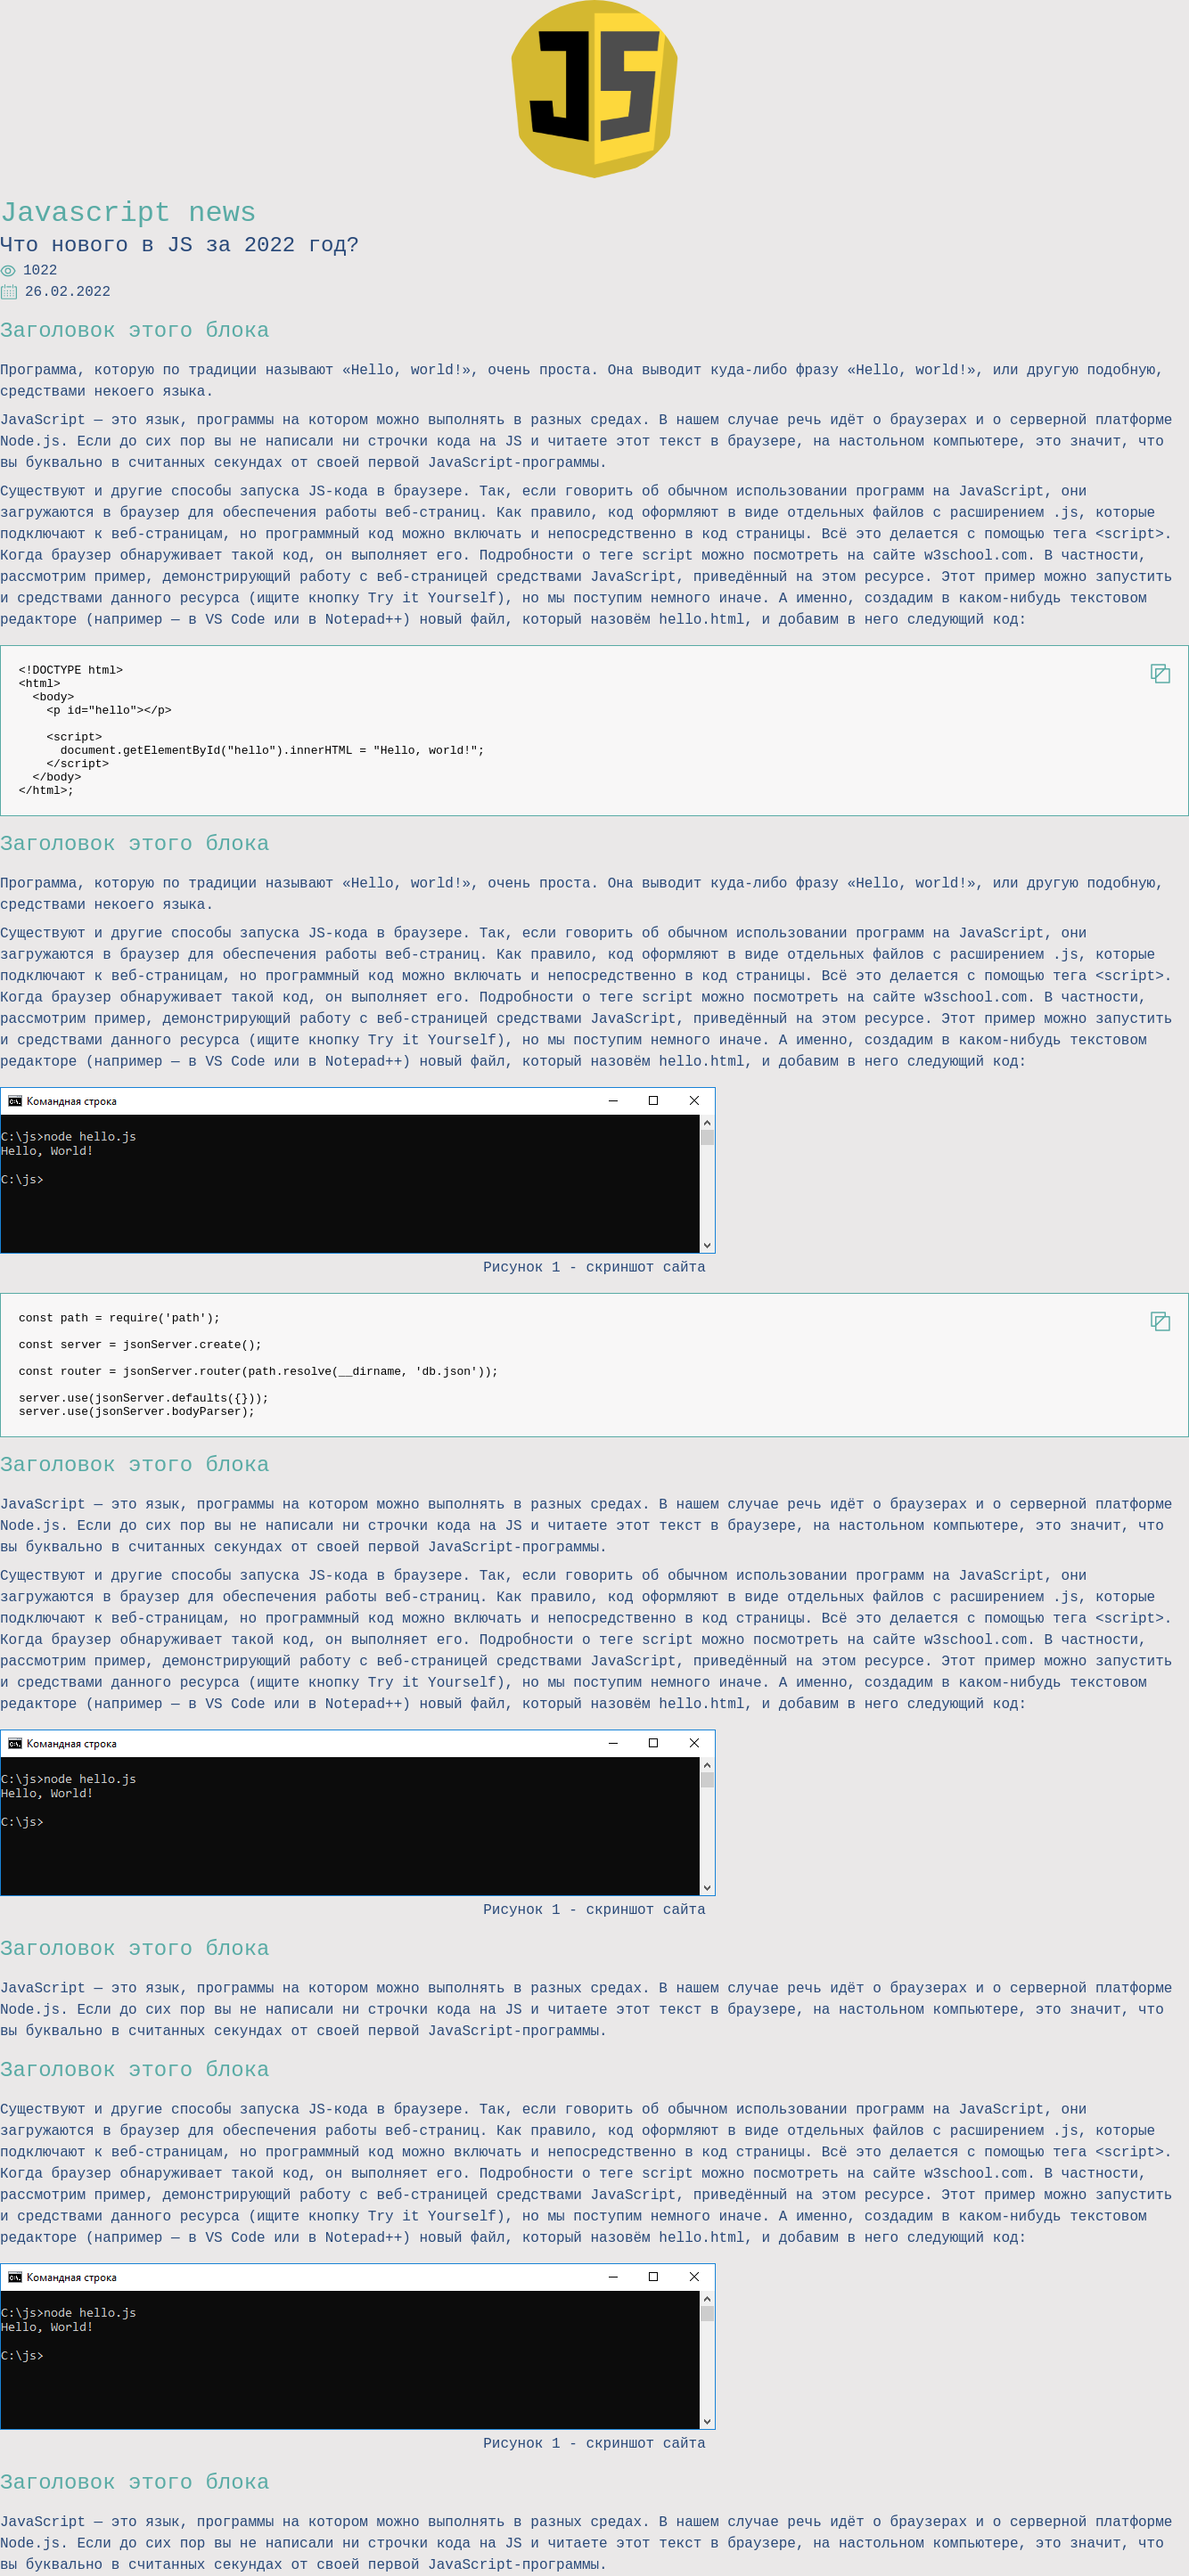 JS
Javascript news
Что нового в JS за 2022 год?
1022
26.02.2022
Заголовок этого блока
Программа, которую по традиции называют «Hello, world!», очень проста. Она выводит куда-либо фразу «Hello, world!», или другую подобную,
средствами некоего языка.
JavaScript — это язык, программы на котором можно выполнять в разных средах. В нашем случае речь идёт о браузерах и о серверной платформе
Node.js. Если до сих пор вы не написали ни строчки кода на JS и читаете этот текст в браузере, на настольном компьютере, это значит, что
вы буквально в считанных секундах от своей первой JavaScript-программы.
Существуют и другие способы запуска JS-кода в браузере. Так, если говорить об обычном использовании программ на JavaScript, они
загружаются в браузер для обеспечения работы веб-страниц. Как правило, код оформляют в виде отдельных файлов с расширением .js, которые
подключают к веб-страницам, но программный код можно включать и непосредственно в код страницы. Всё это делается с помощью тега <script>.
Когда браузер обнаруживает такой код, он выполняет его. Подробности о теге script можно посмотреть на сайте w3school.com. В частности,
рассмотрим пример, демонстрирующий работу с веб-страницей средствами JavaScript, приведённый на этом ресурсе. Этот пример можно запустить
и средствами данного ресурса (ищите кнопку Try it Yourself), но мы поступим немного иначе. А именно, создадим в каком-нибудь текстовом
редакторе (например — в VS Code или в Notepad++) новый файл, который назовём hello.html, и добавим в него следующий код:
<!DOCTYPE html>
<html>
<body>
<p id="hello"></p>
<script>
document.getElementById("hello").innerHTML = "Hello, world!";
</script>
</body>
</html>;
Заголовок этого блока
Программа, которую по традиции называют «Hello, world!», очень проста. Она выводит куда-либо фразу «Hello, world!», или другую подобную,
средствами некоего языка.
Существуют и другие способы запуска JS-кода в браузере. Так, если говорить об обычном использовании программ на JavaScript, они
загружаются в браузер для обеспечения работы веб-страниц. Как правило, код оформляют в виде отдельных файлов с расширением .js, которые
подключают к веб-страницам, но программный код можно включать и непосредственно в код страницы. Всё это делается с помощью тега <script>.
Когда браузер обнаруживает такой код, он выполняет его. Подробности о теге script можно посмотреть на сайте w3school.com. В частности,
рассмотрим пример, демонстрирующий работу с веб-страницей средствами JavaScript, приведённый на этом ресурсе. Этот пример можно запустить
и средствами данного ресурса (ищите кнопку Try it Yourself), но мы поступим немного иначе. А именно, создадим в каком-нибудь текстовом
редакторе (например — в VS Code или в Notepad++) новый файл, который назовём hello.html, и добавим в него следующий код:
Командная строка
C:\js>node hello.js
Hello, World!
C:\js>
Рисунок 1 - скриншот сайта
const path = require('path');
const server = jsonServer.create();
const router = jsonServer.router(path.resolve(__dirname, 'db.json'));
server.use(jsonServer.defaults({}));
server.use(jsonServer.bodyParser);
Заголовок этого блока
JavaScript — это язык, программы на котором можно выполнять в разных средах. В нашем случае речь идёт о браузерах и о серверной платформе
Node.js. Если до сих пор вы не написали ни строчки кода на JS и читаете этот текст в браузере, на настольном компьютере, это значит, что
вы буквально в считанных секундах от своей первой JavaScript-программы.
Существуют и другие способы запуска JS-кода в браузере. Так, если говорить об обычном использовании программ на JavaScript, они
загружаются в браузер для обеспечения работы веб-страниц. Как правило, код оформляют в виде отдельных файлов с расширением .js, которые
подключают к веб-страницам, но программный код можно включать и непосредственно в код страницы. Всё это делается с помощью тега <script>.
Когда браузер обнаруживает такой код, он выполняет его. Подробности о теге script можно посмотреть на сайте w3school.com. В частности,
рассмотрим пример, демонстрирующий работу с веб-страницей средствами JavaScript, приведённый на этом ресурсе. Этот пример можно запустить
и средствами данного ресурса (ищите кнопку Try it Yourself), но мы поступим немного иначе. А именно, создадим в каком-нибудь текстовом
редакторе (например — в VS Code или в Notepad++) новый файл, который назовём hello.html, и добавим в него следующий код:
Командная строка
C:\js>node hello.js
Hello, World!
C:\js>
Рисунок 1 - скриншот сайта
Заголовок этого блока
JavaScript — это язык, программы на котором можно выполнять в разных средах. В нашем случае речь идёт о браузерах и о серверной платформе
Node.js. Если до сих пор вы не написали ни строчки кода на JS и читаете этот текст в браузере, на настольном компьютере, это значит, что
вы буквально в считанных секундах от своей первой JavaScript-программы.
Заголовок этого блока
Существуют и другие способы запуска JS-кода в браузере. Так, если говорить об обычном использовании программ на JavaScript, они
загружаются в браузер для обеспечения работы веб-страниц. Как правило, код оформляют в виде отдельных файлов с расширением .js, которые
подключают к веб-страницам, но программный код можно включать и непосредственно в код страницы. Всё это делается с помощью тега <script>.
Когда браузер обнаруживает такой код, он выполняет его. Подробности о теге script можно посмотреть на сайте w3school.com. В частности,
рассмотрим пример, демонстрирующий работу с веб-страницей средствами JavaScript, приведённый на этом ресурсе. Этот пример можно запустить
и средствами данного ресурса (ищите кнопку Try it Yourself), но мы поступим немного иначе. А именно, создадим в каком-нибудь текстовом
редакторе (например — в VS Code или в Notepad++) новый файл, который назовём hello.html, и добавим в него следующий код:
Командная строка
C:\js>node hello.js
Hello, World!
C:\js>
Рисунок 1 - скриншот сайта
Заголовок этого блока
JavaScript — это язык, программы на котором можно выполнять в разных средах. В нашем случае речь идёт о браузерах и о серверной платформе
Node.js. Если до сих пор вы не написали ни строчки кода на JS и читаете этот текст в браузере, на настольном компьютере, это значит, что
вы буквально в считанных секундах от своей первой JavaScript-программы.